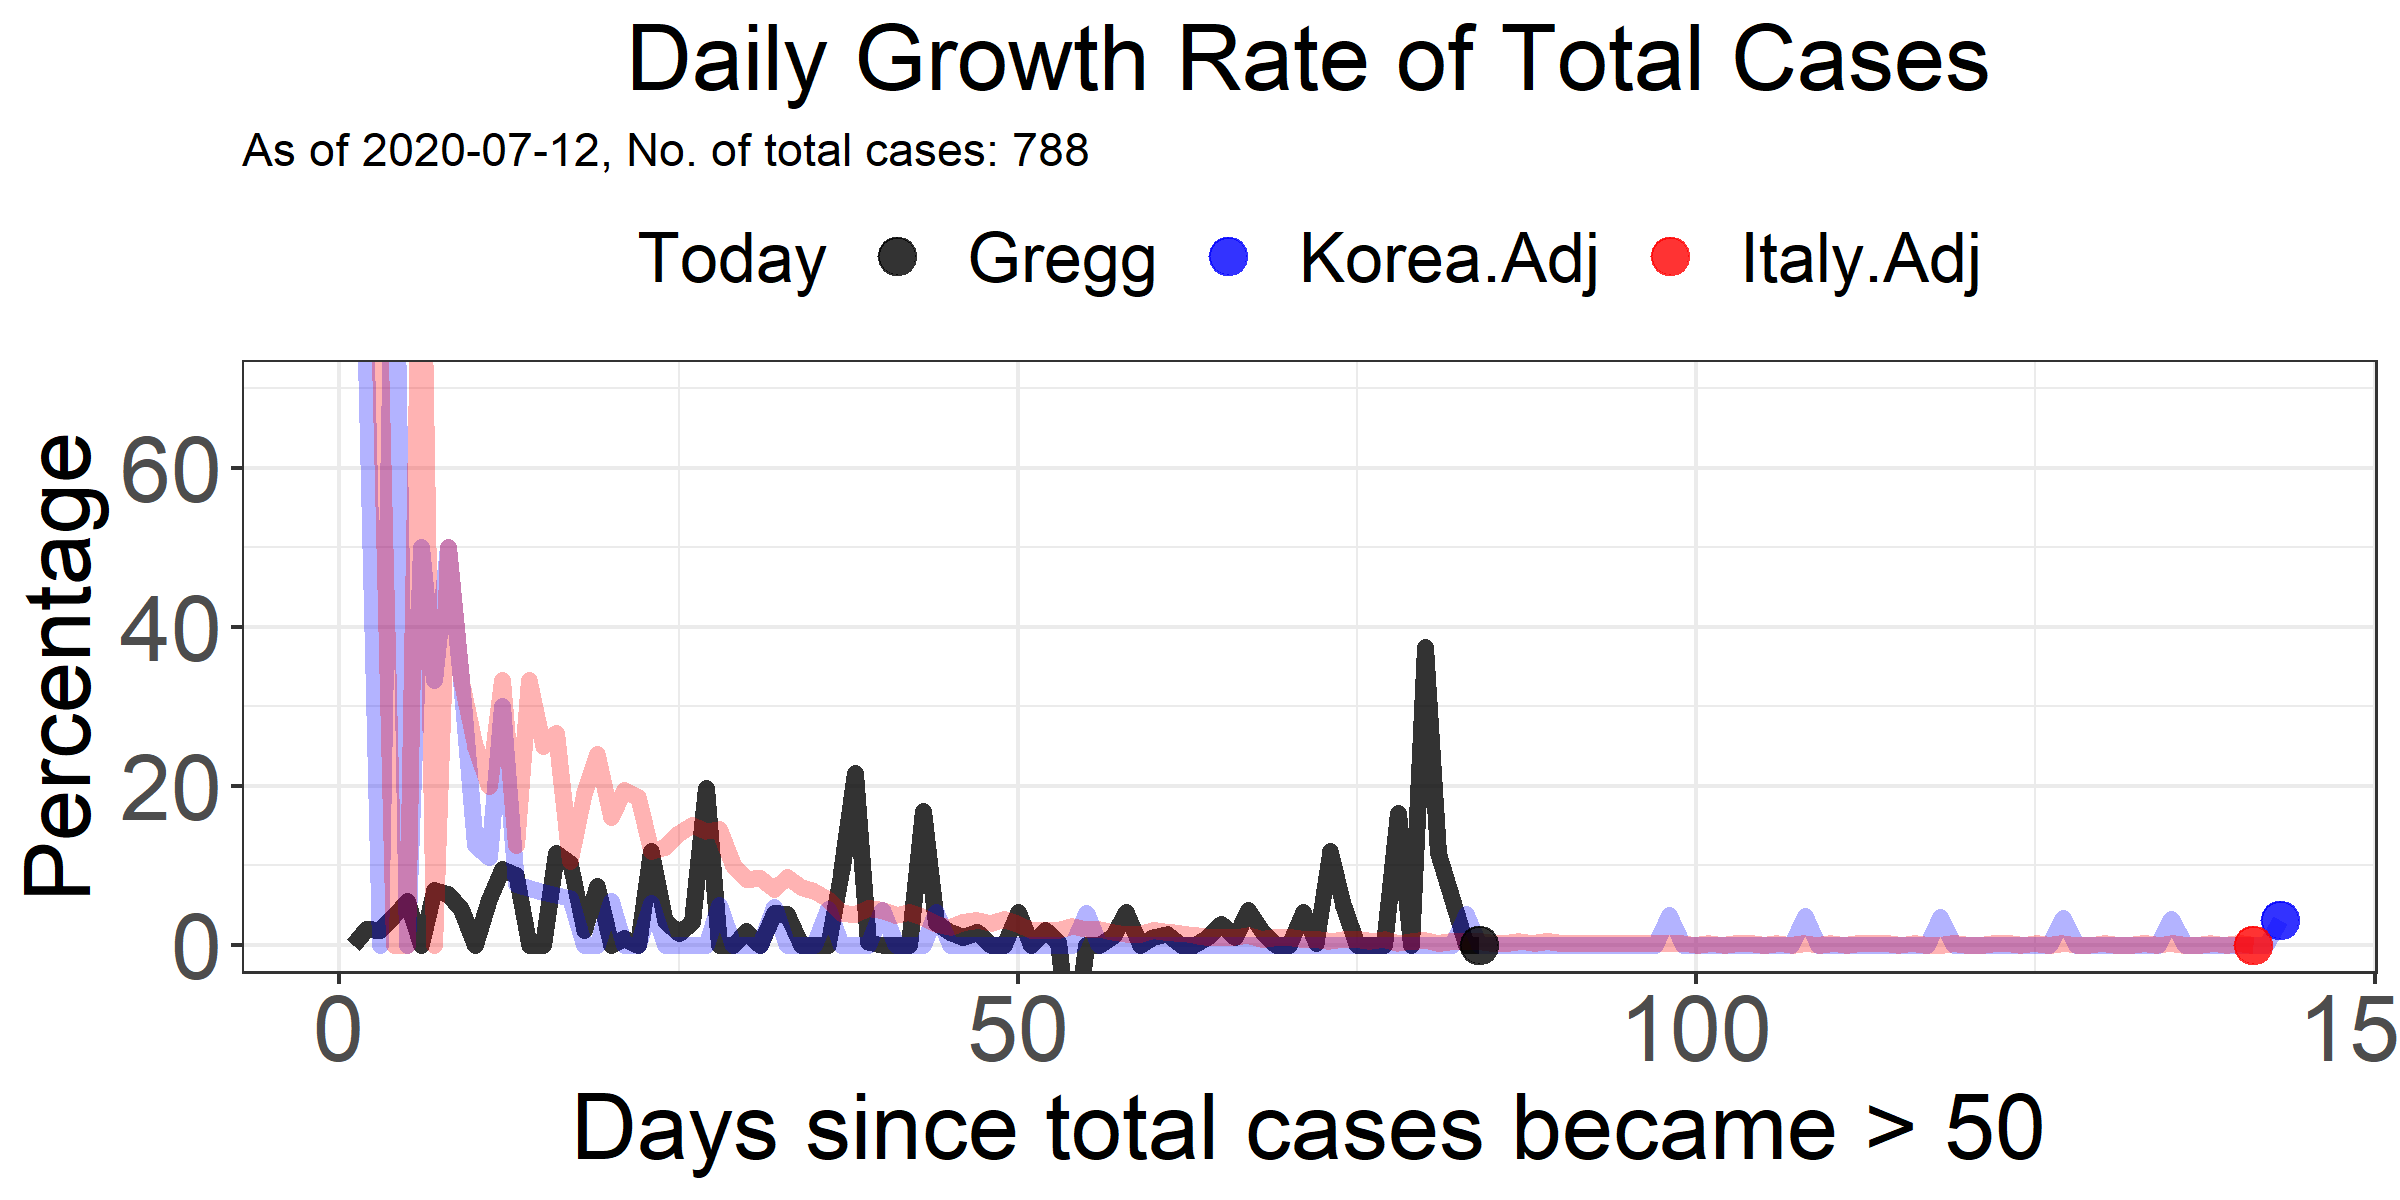 Daily Growth Rate of Total Cases
As of 2020-07-12, No. of total cases: 788
Today Gregg Korea.Adj Italy.Adj
Percentage
60
40
20
0
0 50 100 15
Days since total cases became > 50